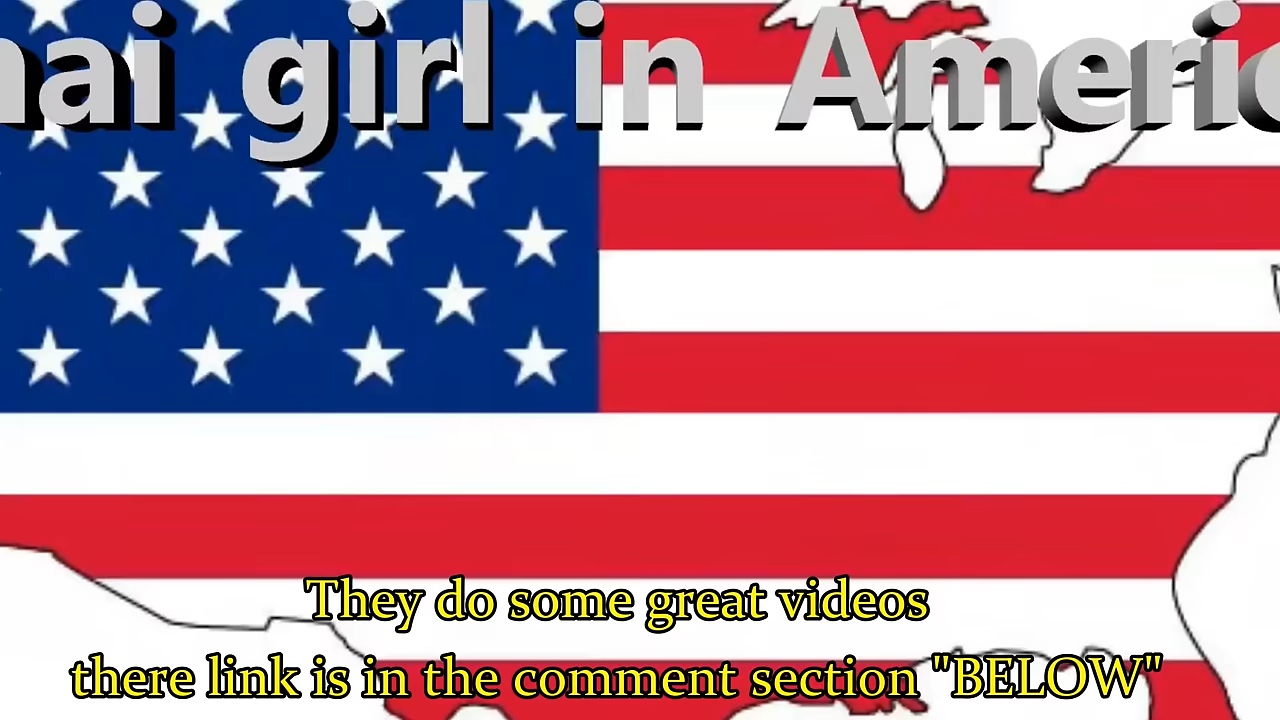 hai girl in Americ
They do some great videos
there link is in the comment section "BELOW"